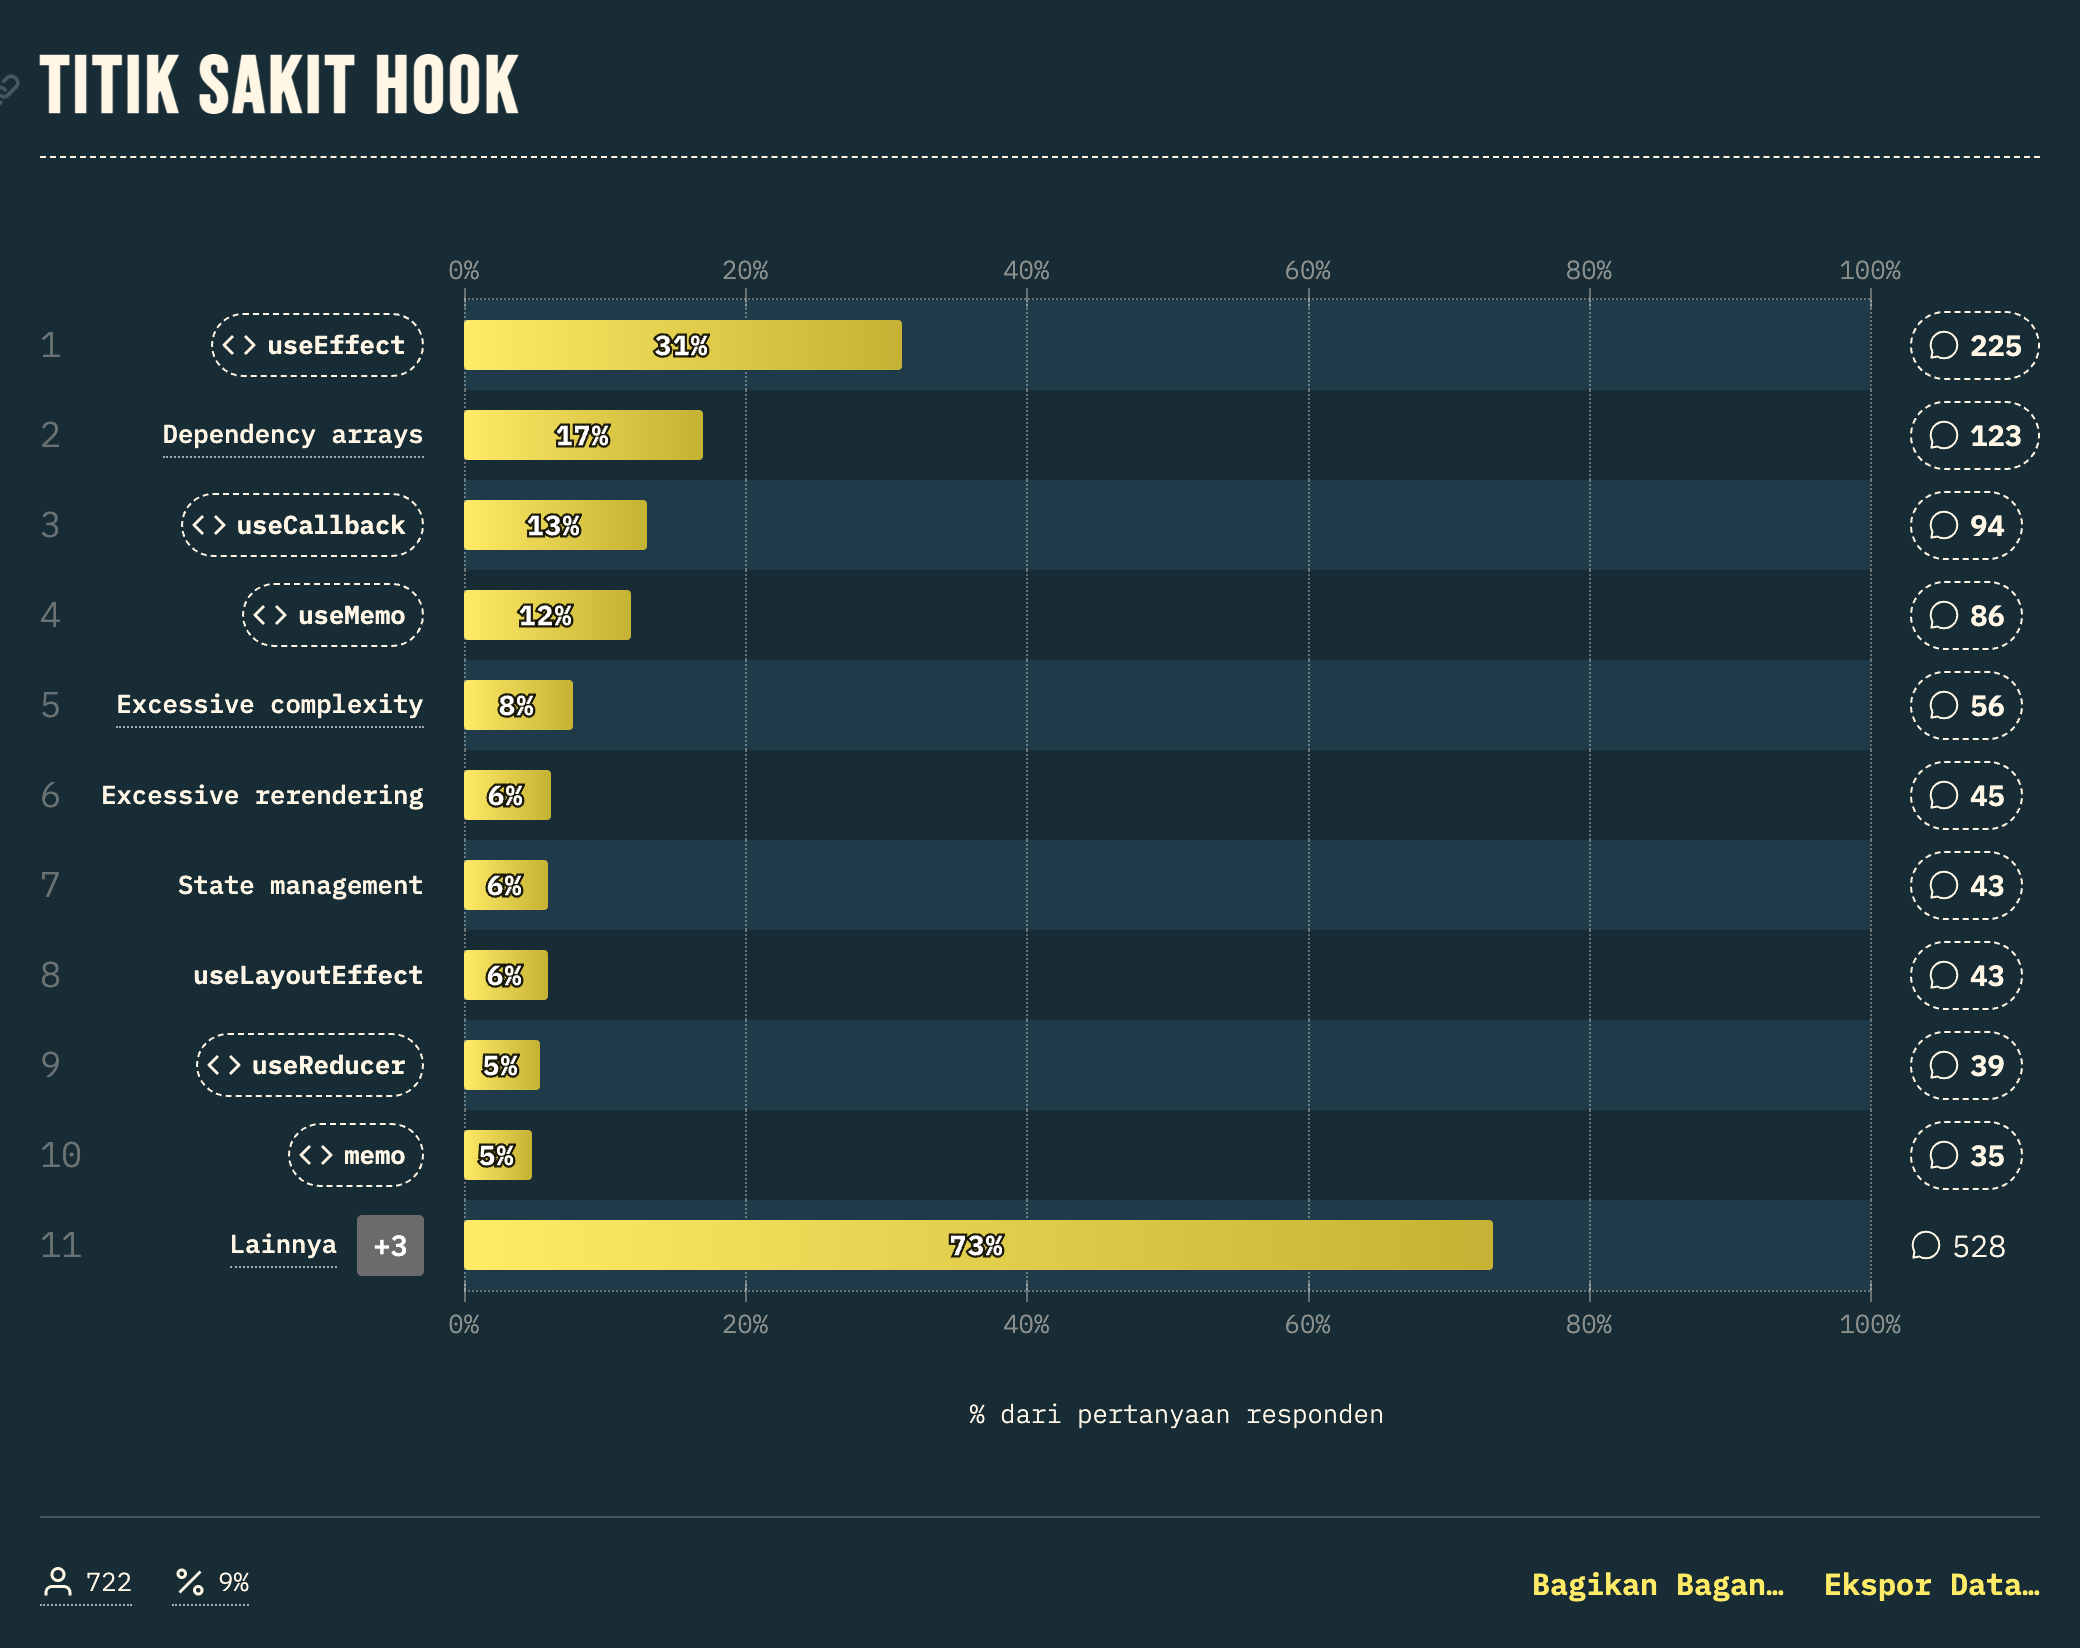 TITIK SAKIT HOOK
0% 20% 40% 60% 80% 100%
1 <> useEffect 31% 225
2 Dependency arrays 17% 123
3 <> useCallback 13% 94
4 <> useMemo 12% 86
5 Excessive complexity 8% 56
6 Excessive rerendering 6% 45
7 State management 6% 43
8 useLayoutEffect 6% 43
9 <> useReducer 5% 39
10 <> memo 5% 35
11 Lainnya +3 73% 528
0% 20% 40% 60% 80% 100%
% dari pertanyaan responden
722 % 9% Bagikan Bagan… Ekspor Data…